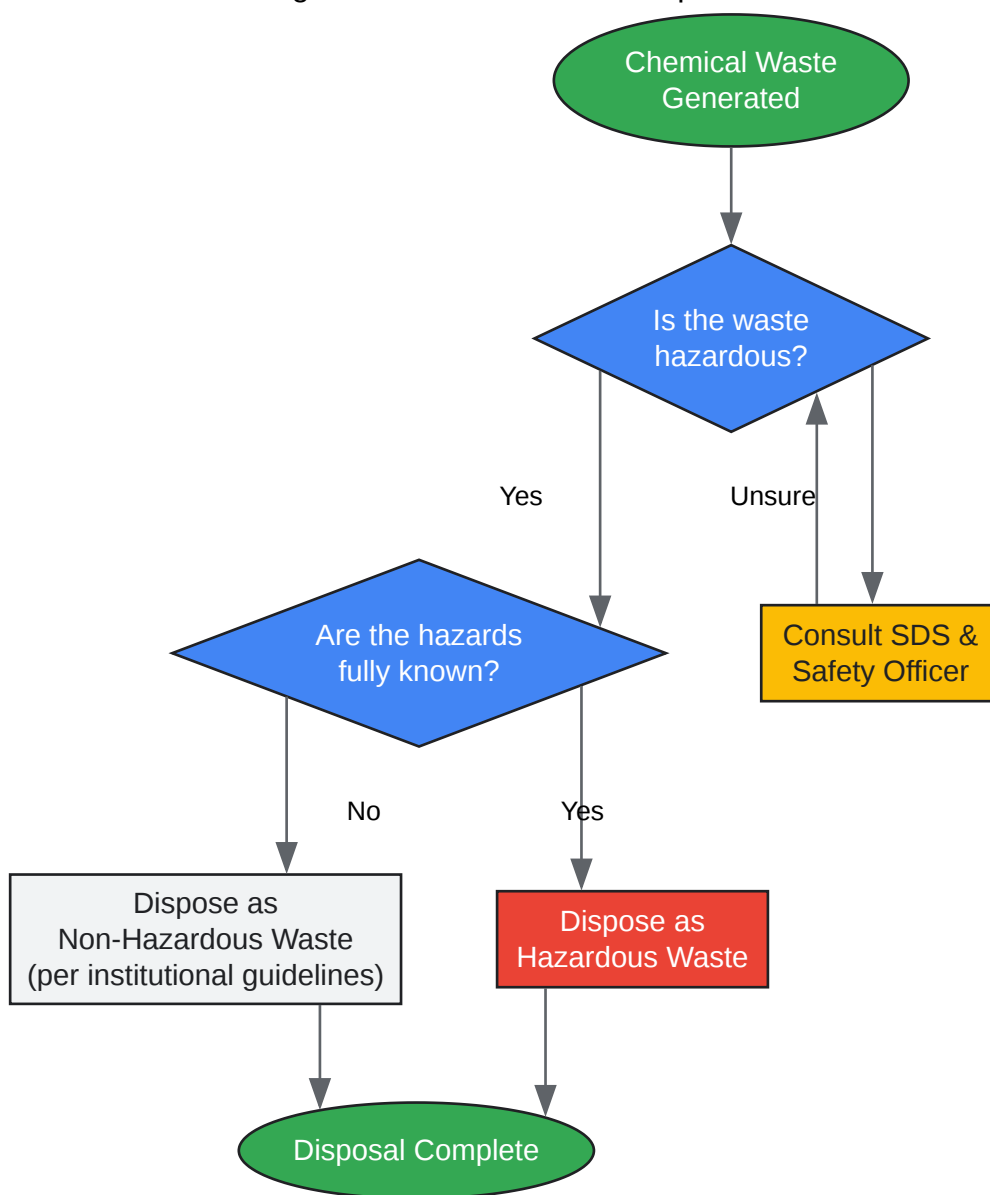 Chemical Waste
Generated
Is the waste
hazardous?
Yes
Unsure
Are the hazards
fully known?
Consult SDS &
Safety Officer
No
Yes
Dispose as
Non-Hazardous Waste
(per institutional guidelines)
Dispose as
Hazardous Waste
Disposal Complete